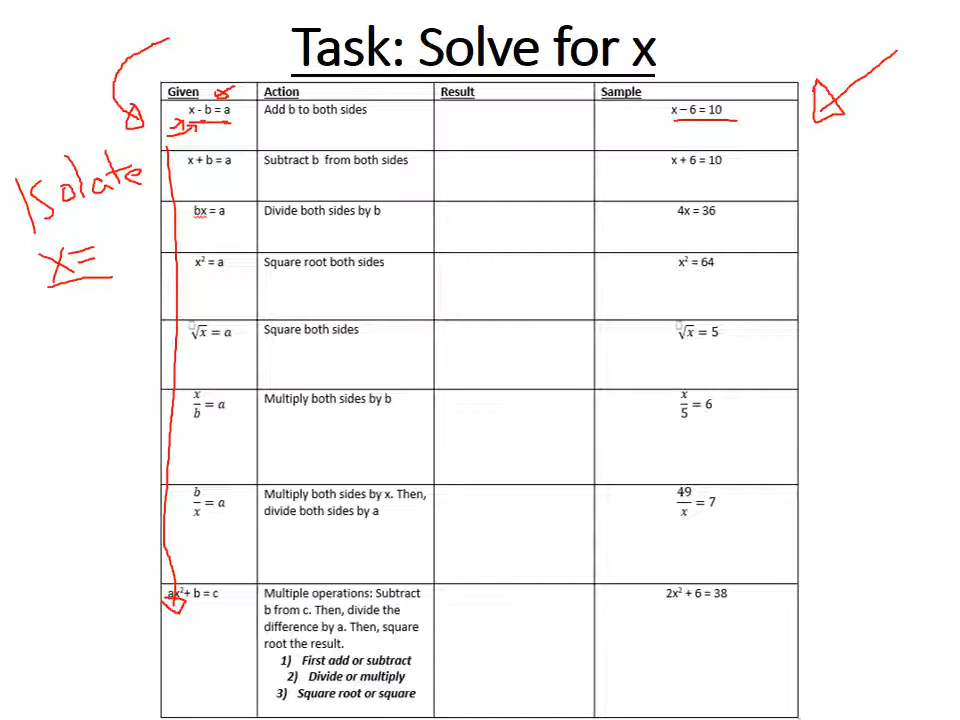 Task: Solve for x
Given Action Result Sample
x - b = a Add b to both sides x – 6 = 10
Isolate
x + b = a Subtract b from both sides x + 6 = 10
bx = a Divide both sides by b 4x = 36
x =
x² = a Square root both sides x² = 64
√x = a Square both sides √x = 5
x/b = a Multiply both sides by b x/5 = 6
b/x = a Multiply both sides by x. Then, 49/x = 7
divide both sides by a
ax²+ b = c Multiple operations: Subtract 2x² + 6 = 38
b from c. Then, divide the
difference by a. Then, square
root the result.
1) First add or subtract
2) Divide or multiply
3) Square root or square